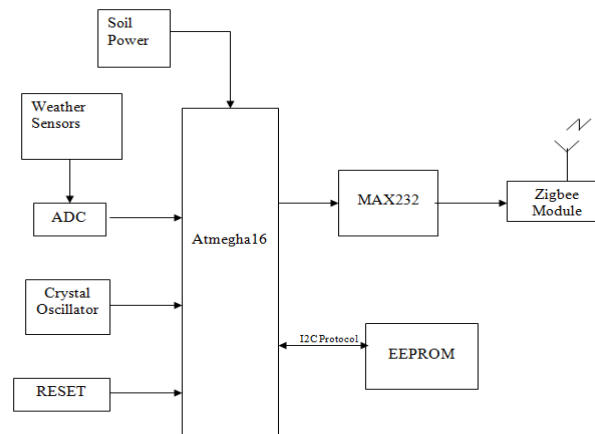 Soil
Power
Weather
Sensors
ADC
Atmegha16
MAX232
Zigbee
Module
Crystal
Oscillator
I2C Protocol
EEPROM
RESET